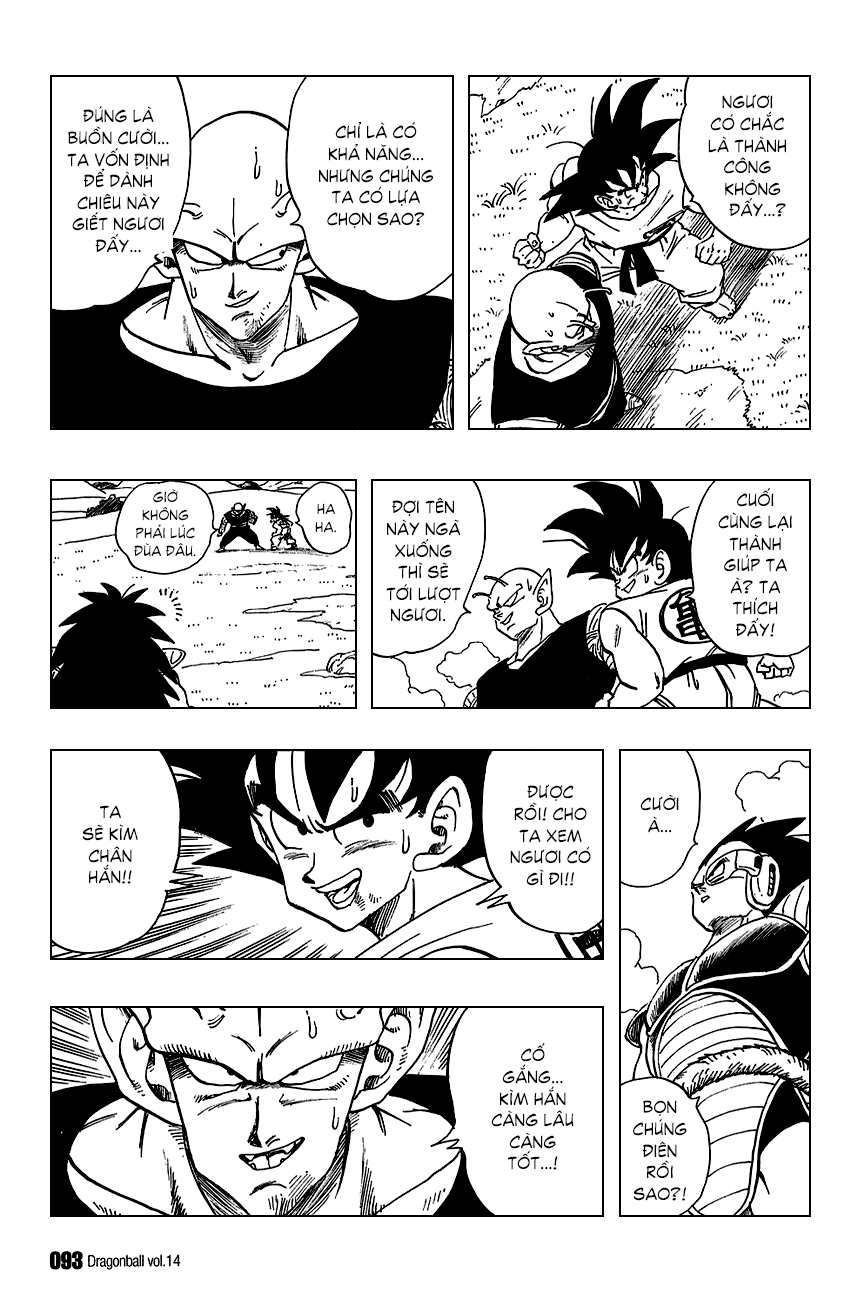 NGƯƠI
CÓ CHẮC
LÀ THÀNH
CÔNG
KHÔNG
ĐẤY...?
CHỈ LÀ CÓ
KHẢ NĂNG...
NHƯNG CHÚNG
TA CÓ LỰA
CHỌN SAO?
ĐÚNG LÀ
BUỒN CƯỜI...
TA VỐN ĐỊNH
ĐỂ DÀNH
CHIÊU NÀY
GIẾT NGƯƠI
ĐẤY...
CUỐI
CÙNG LẠI
THÀNH
GIÚP TA
À? TA
THÍCH
ĐẤY!
亀
ĐỢI TÊN
NÀY NGÃ
XUỐNG
THÌ SẼ
TỚI LƯỢT
NGƯƠI.
HA
HA.
GIỜ
KHÔNG
PHẢI LÚC
ĐÙA ĐÂU.
CƯỜI
À...
BỌN
CHÚNG
ĐIÊN
RỒI
SAO?!
ĐƯỢC
RỒI! CHO
TA XEM
NGƯƠI CÓ
GÌ ĐI!!
TA
SẼ KÌM
CHÂN
HẮN!!
CỐ
GẮNG...
KÌM HẮN
CÀNG LÂU
CÀNG
TỐT...!
093 Dragonball vol.14